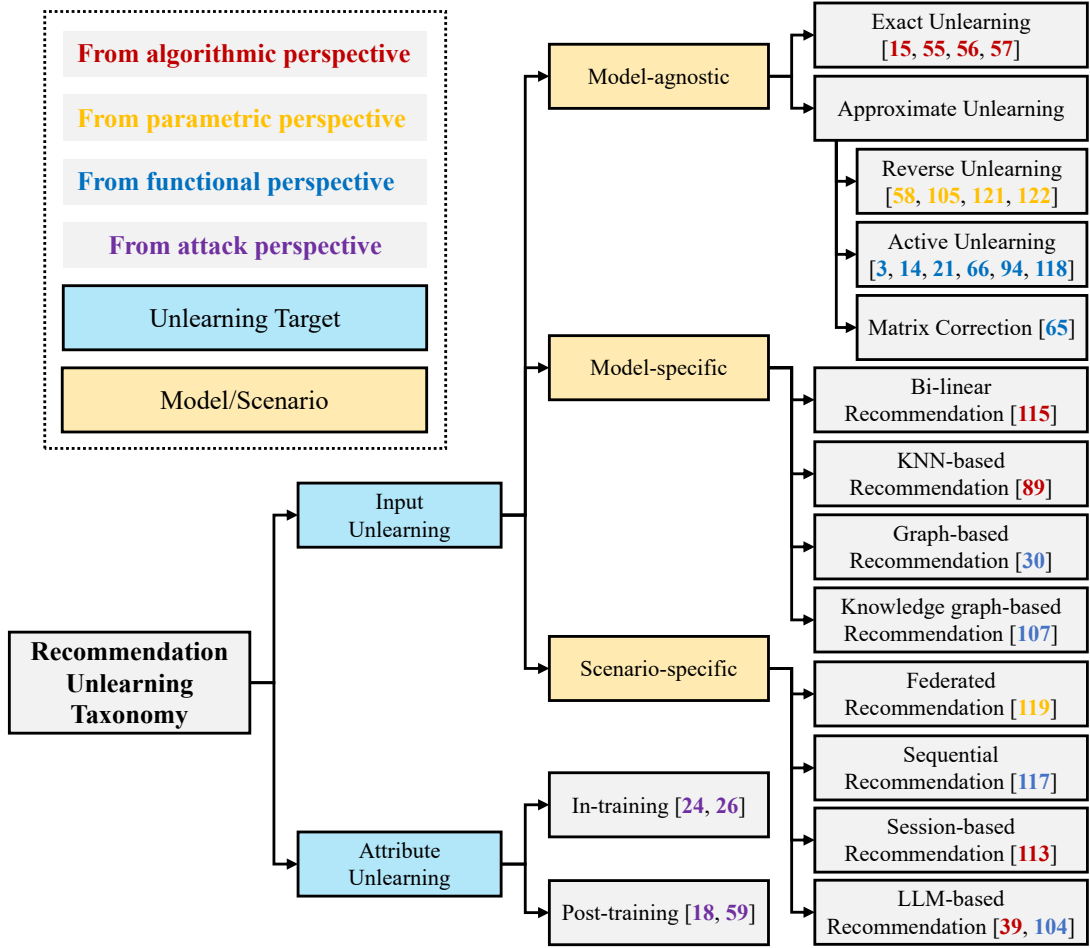 From algorithmic perspective
From parametric perspective
From functional perspective
From attack perspective
Unlearning Target
Model/Scenario
Recommendation
Unlearning
Taxonomy
Input
Unlearning
Attribute
Unlearning
Model-agnostic
Model-specific
Scenario-specific
In-training [24, 26]
Post-training [18, 59]
Exact Unlearning
[15, 55, 56, 57]
Approximate Unlearning
Reverse Unlearning
[58, 105, 121, 122]
Active Unlearning
[3, 14, 21, 66, 94, 118]
Matrix Correction [65]
Bi-linear
Recommendation [115]
KNN-based
Recommendation [89]
Graph-based
Recommendation [30]
Knowledge graph-based
Recommendation [107]
Federated
Recommendation [119]
Sequential
Recommendation [117]
Session-based
Recommendation [113]
LLM-based
Recommendation [39, 104]